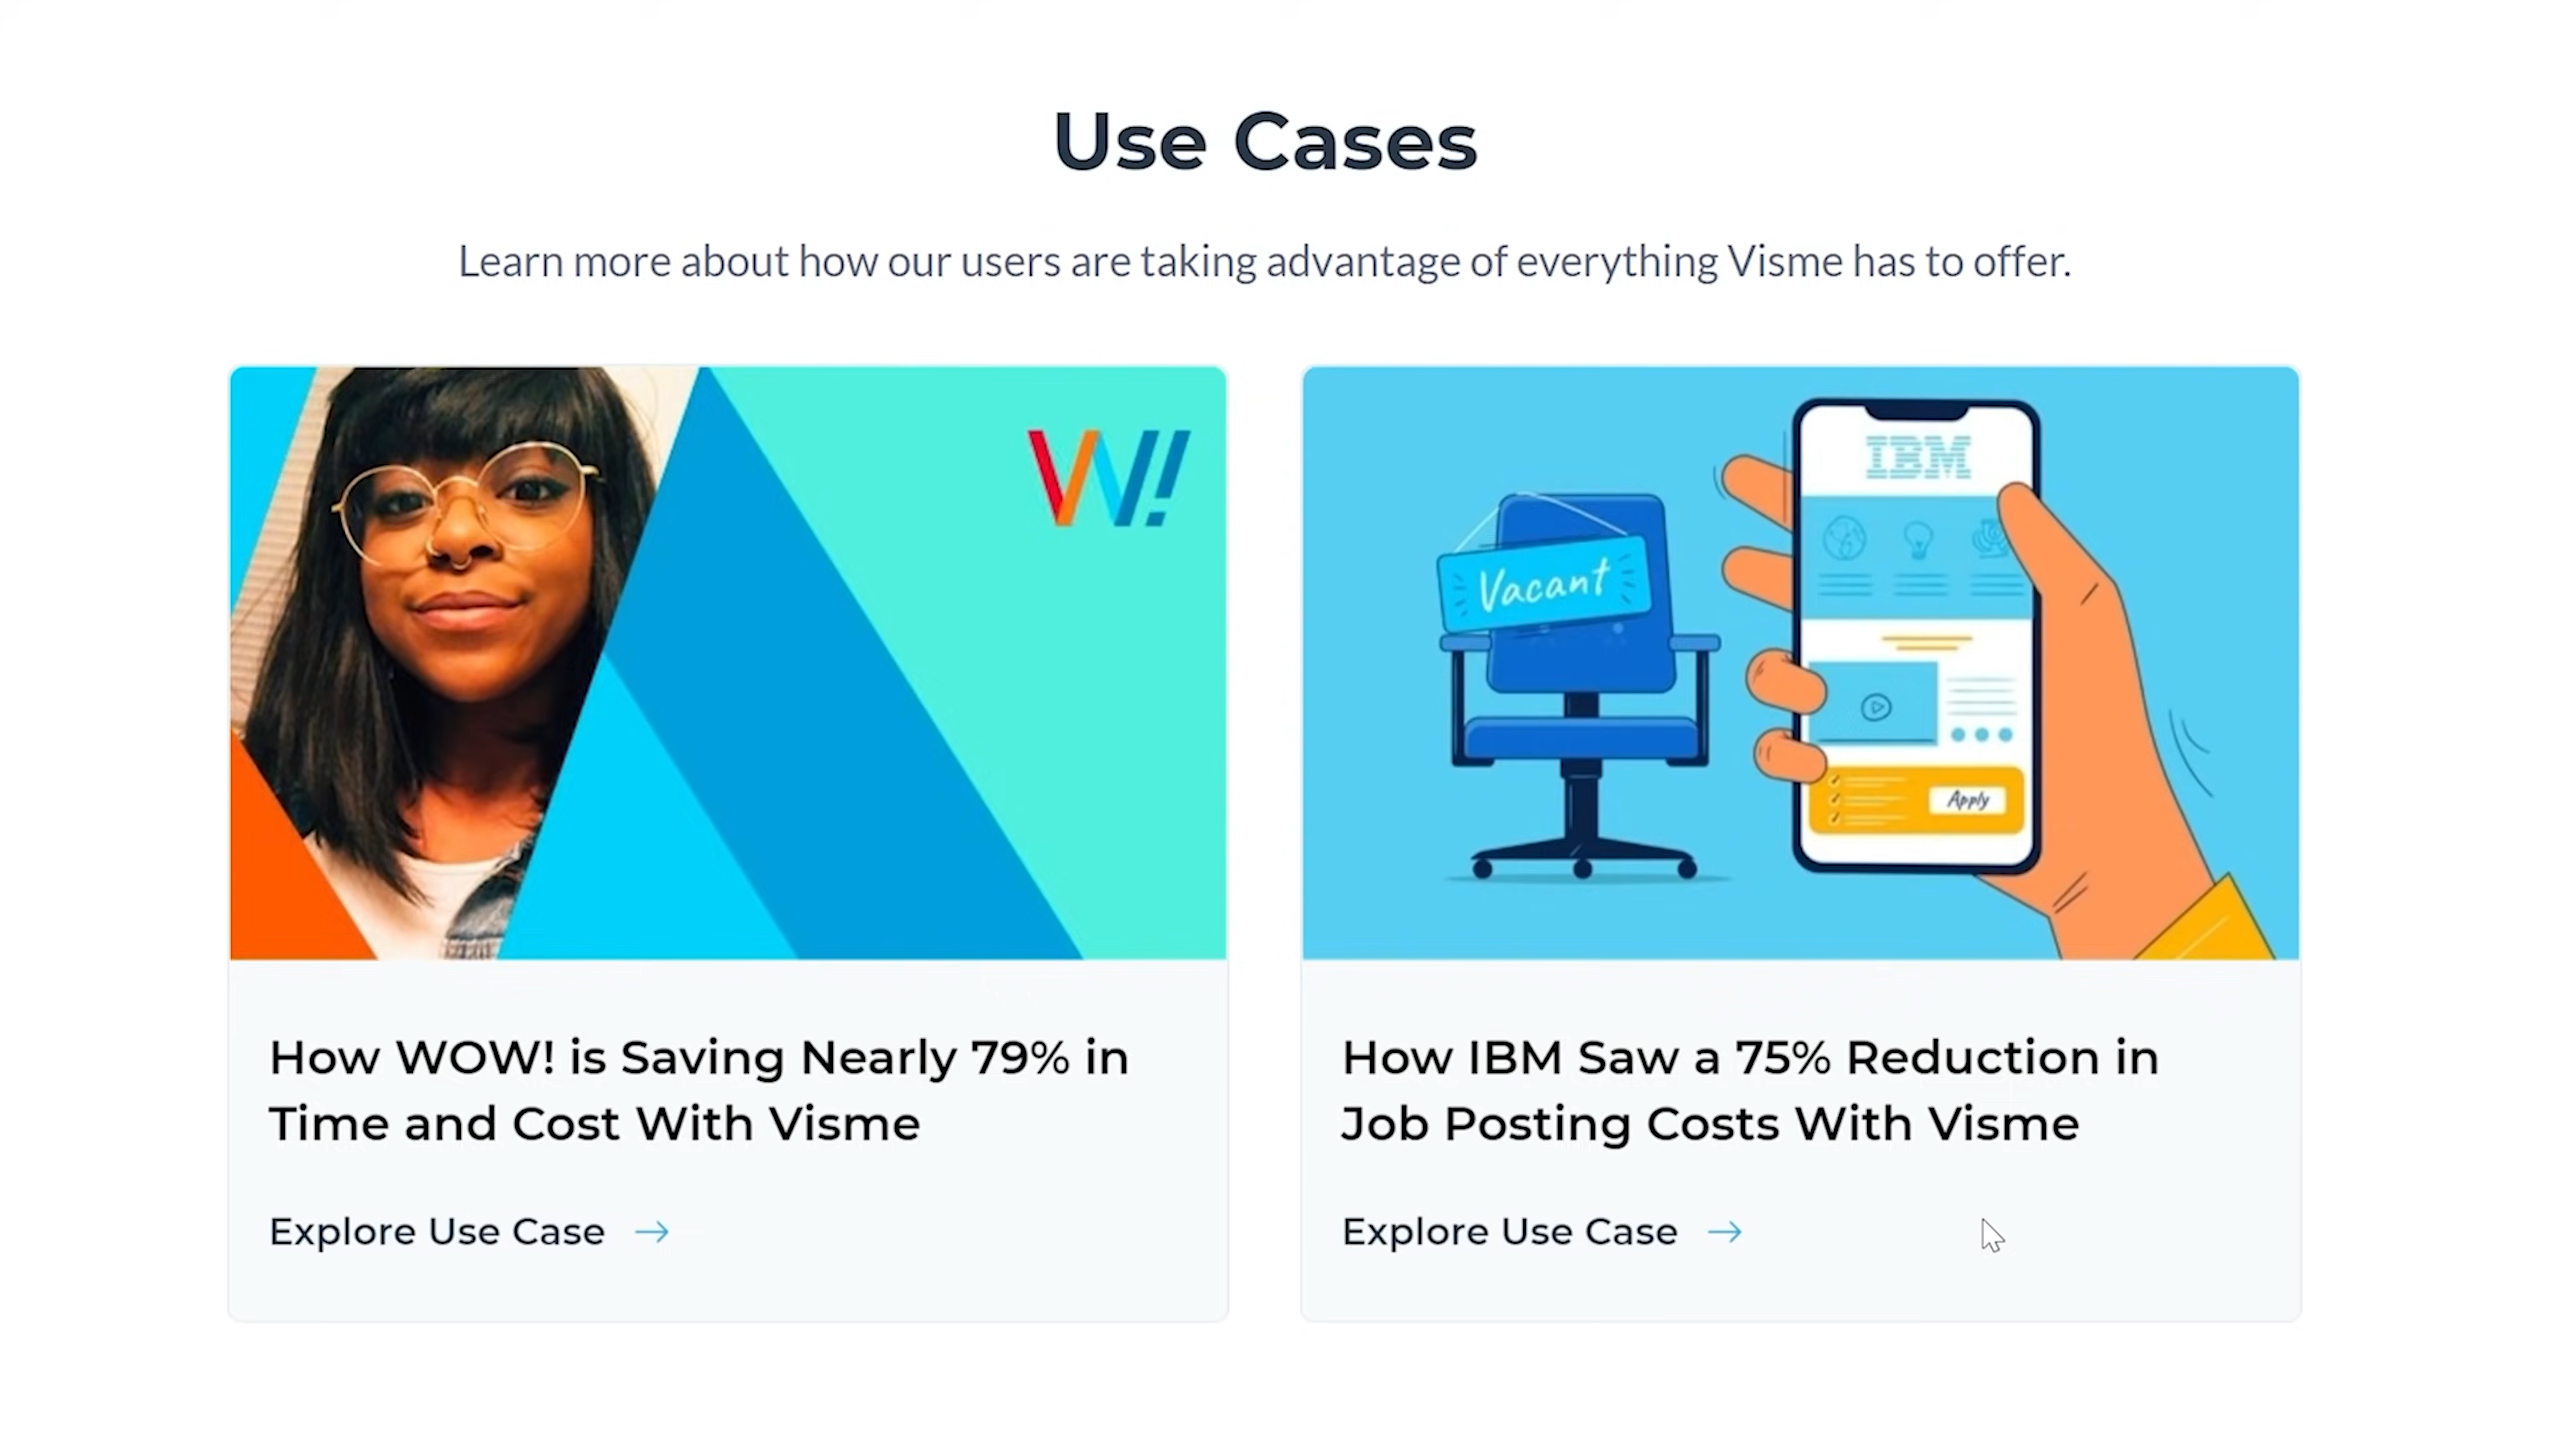 Use Cases
Learn more about how our users are taking advantage of everything Visme has to offer.
W!
Vacant
IBM
Apply
How WOW! is Saving Nearly 79% in
Time and Cost With Visme
Explore Use Case →
How IBM Saw a 75% Reduction in
Job Posting Costs With Visme
Explore Use Case →